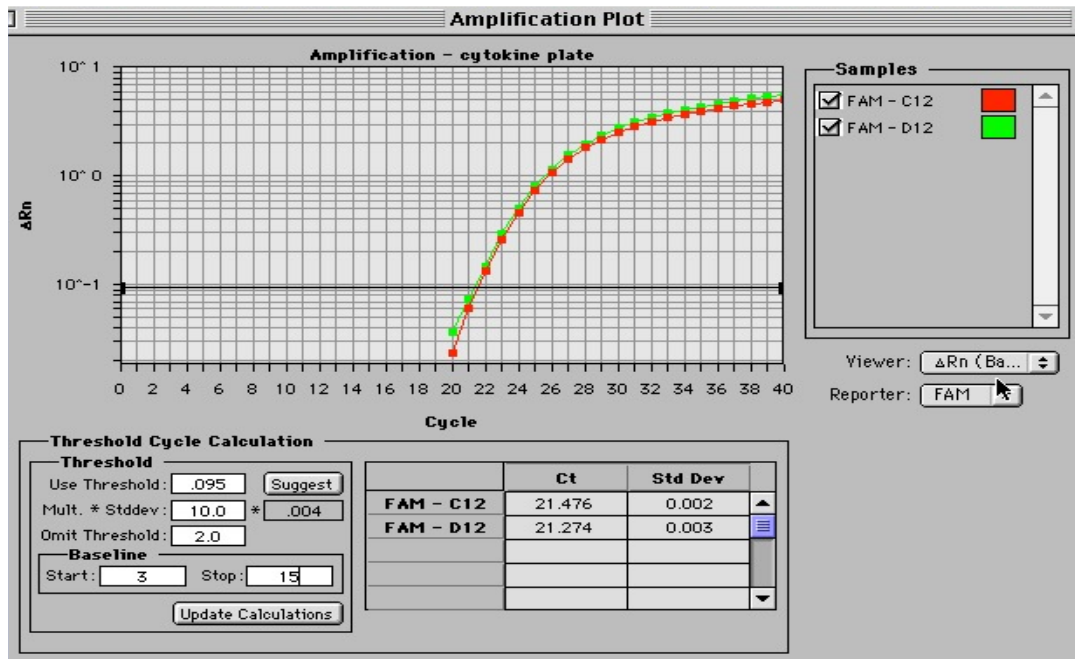 Amplification Plot
Amplification - cytokine plate
10^1
10^0
10^-1
ΔRn
0 2 4 6 8 10 12 14 16 18 20 22 24 26 28 30 32 34 36 38 40
Cycle
Samples
FAM - C12
FAM - D12
Viewer: ΔRn (Ba...
Reporter: FAM
Threshold Cycle Calculation
Threshold
Use Threshold: .095 Suggest
Mult. * Stddev: 10.0 * .004
Omit Threshold: 2.0
Baseline
Start: 3 Stop: 15
Update Calculations
Ct Std Dev
FAM - C12 21.476 0.002
FAM - D12 21.274 0.003